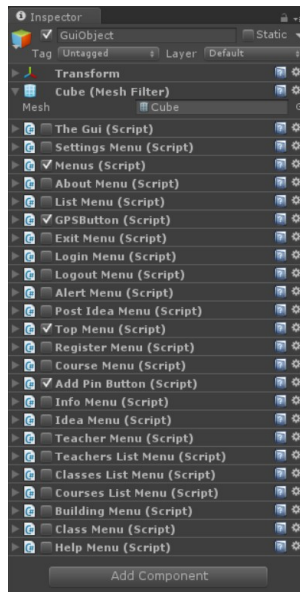 Inspector
GuiObject Static
Tag Untagged Layer Default
Transform
Cube (Mesh Filter)
Mesh Cube
The Gui (Script)
Settings Menu (Script)
Menus (Script)
About Menu (Script)
List Menu (Script)
GPSButton (Script)
Exit Menu (Script)
Login Menu (Script)
Logout Menu (Script)
Alert Menu (Script)
Post Idea Menu (Script)
Top Menu (Script)
Register Menu (Script)
Course Menu (Script)
Add Pin Button (Script)
Info Menu (Script)
Idea Menu (Script)
Teacher Menu (Script)
Teachers List Menu (Script)
Classes List Menu (Script)
Courses List Menu (Script)
Building Menu (Script)
Class Menu (Script)
Help Menu (Script)
Add Component